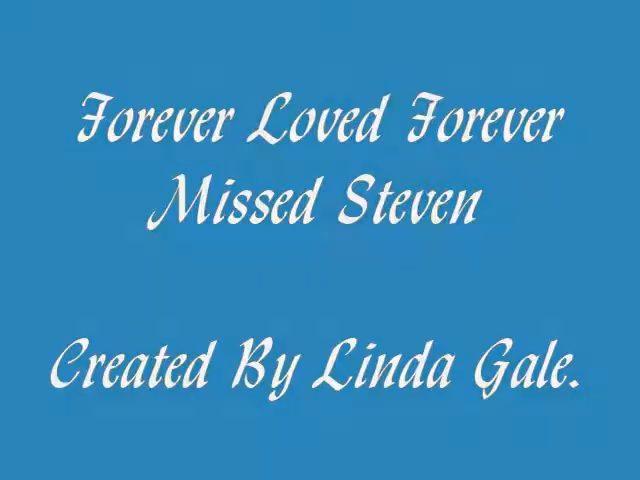 Forever Loved Forever
Missed Steven
Created By Linda Gale.